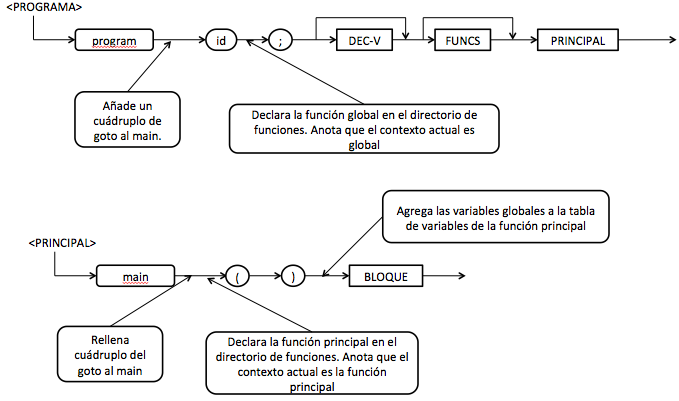 <PROGRAMA>
program id ; DEC-V FUNCS PRINCIPAL
Añade un
cuádruplo de
goto al main.
Declara la función global en el directorio de
funciones. Anota que el contexto actual es
global
Agrega las variables globales a la tabla
de variables de la función principal
<PRINCIPAL>
main ( ) BLOQUE
Rellena
cuádruplo del
goto al main
Declara la función principal en el
directorio de funciones. Anota que el
contexto actual es la función
principal